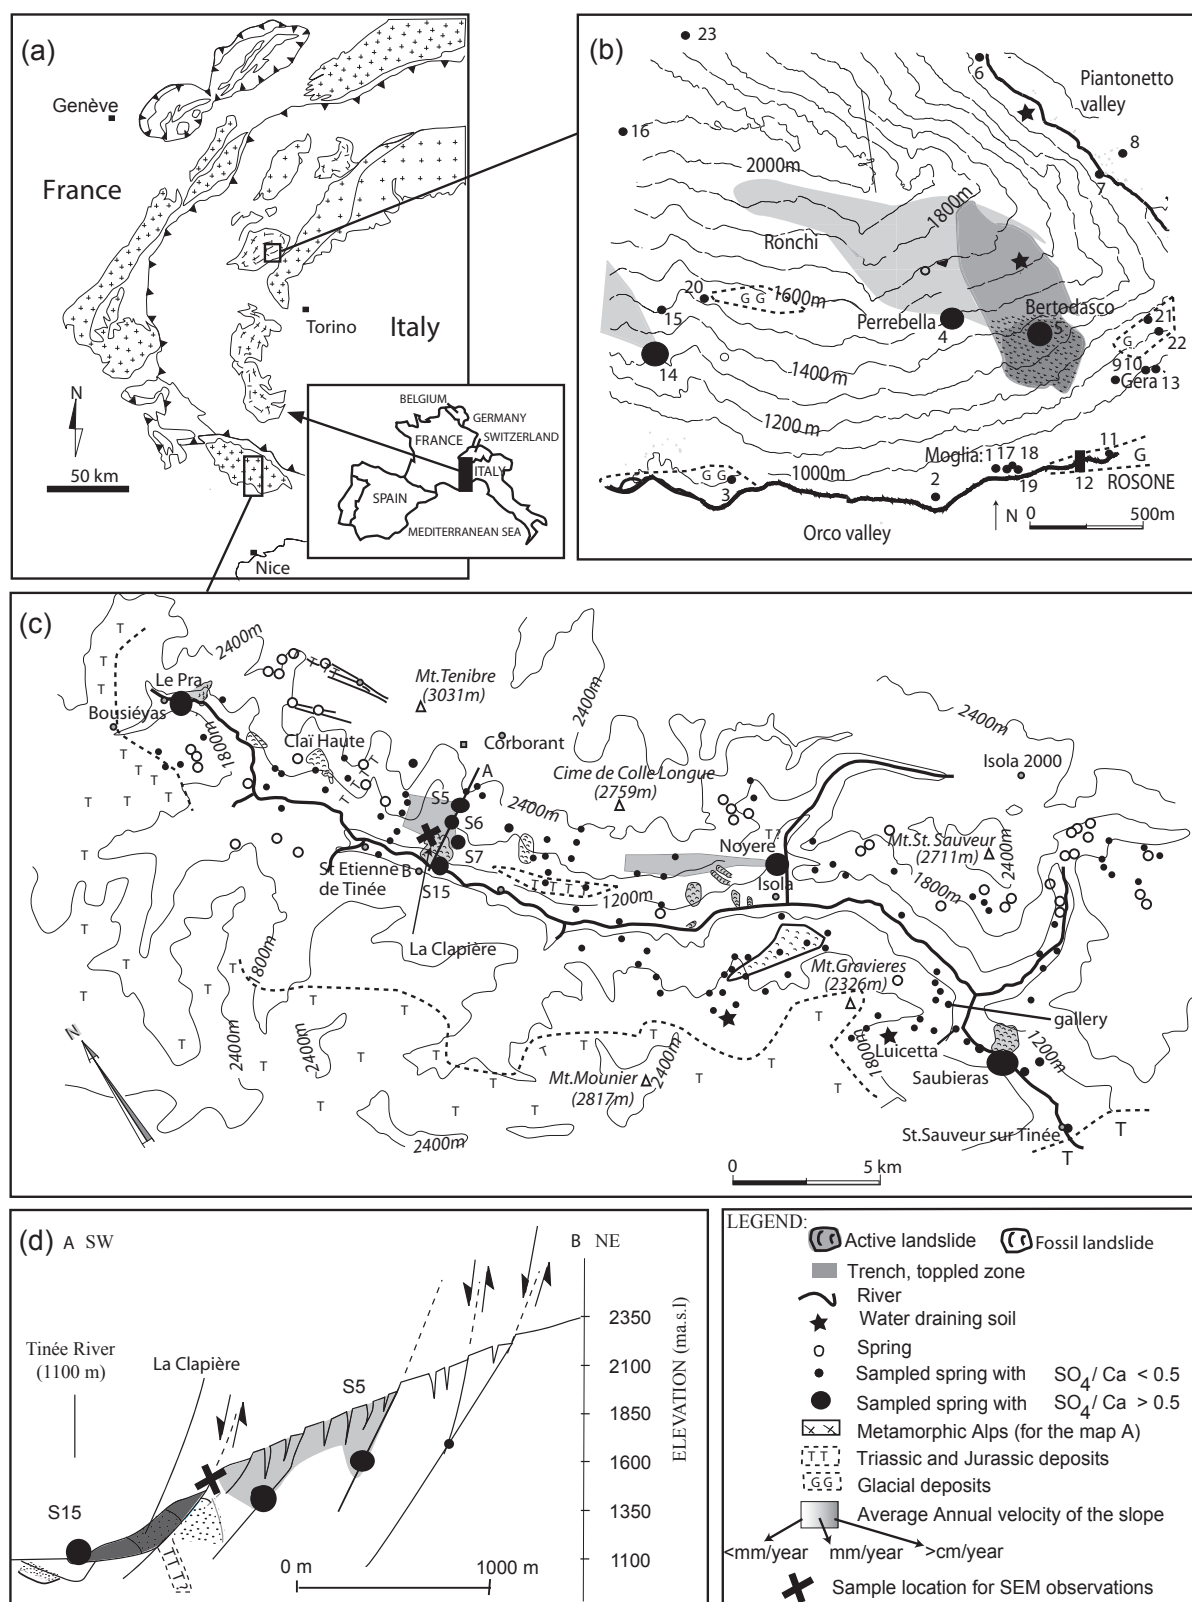 (a)
Genève
France
Torino
Italy
N
50 km
Nice
BELGIUM
GERMANY
FRANCE
SWITZERLAND
ITALY
SPAIN
MEDITERRANEAN SEA
(b)
23
6
Piantonetto
valley
16
8
7
2000m
1800m
Ronchi
20
G G
1600m
15
Perrebella
4
Bertodasco
5
21
22
G
14
1400m
9 10
Gera
13
1200 m
Moglia: 1 17 18
11
G
1000m
G G
3
2
19
12
ROSONE
N
0 500m
Orco valley
(c)
2400m
T
T
T
T
T T T
Le Pra
Bousiéyas
1800m
Mt.Tenibre
(3031m)
2400m
2400m
Claï Haute
Corborant
A
Isola 2000
Cime de Colle Longue
(2759m)
S5
2400m
S6
S7
T?
Noyere
Mt.St. Sauveur
(2711m)
2400m
St Etienne
de Tinée
B
S15
T T T T
1200m
Isola
1800m
La Clapière
1800m
Mt.Gravieres
(2326m)
gallery
2400m
2400m
Luicetta
1800m
1200m
Mt.Mounier
(2817m)
2400m
Saubieras
N
2400m
St.Sauveur sur Tinée
T
T
0 5 km
(d) A SW
B NE
Tinée River
(1100 m)
La Clapière
S5
S15
TTT?
2350
2100
1850
1600
1350
1100
ELEVATION (ma.s.l)
0 m 1000 m
LEGEND:
Active landslide
Fossil landslide
Trench, toppled zone
River
Water draining soil
Spring
Sampled spring with SO4/ Ca < 0.5
Sampled spring with SO4/ Ca > 0.5
Metamorphic Alps (for the map A)
T T Triassic and Jurassic deposits
G G Glacial deposits
Average Annual velocity of the slope
<mm/year mm/year >cm/year
Sample location for SEM observations